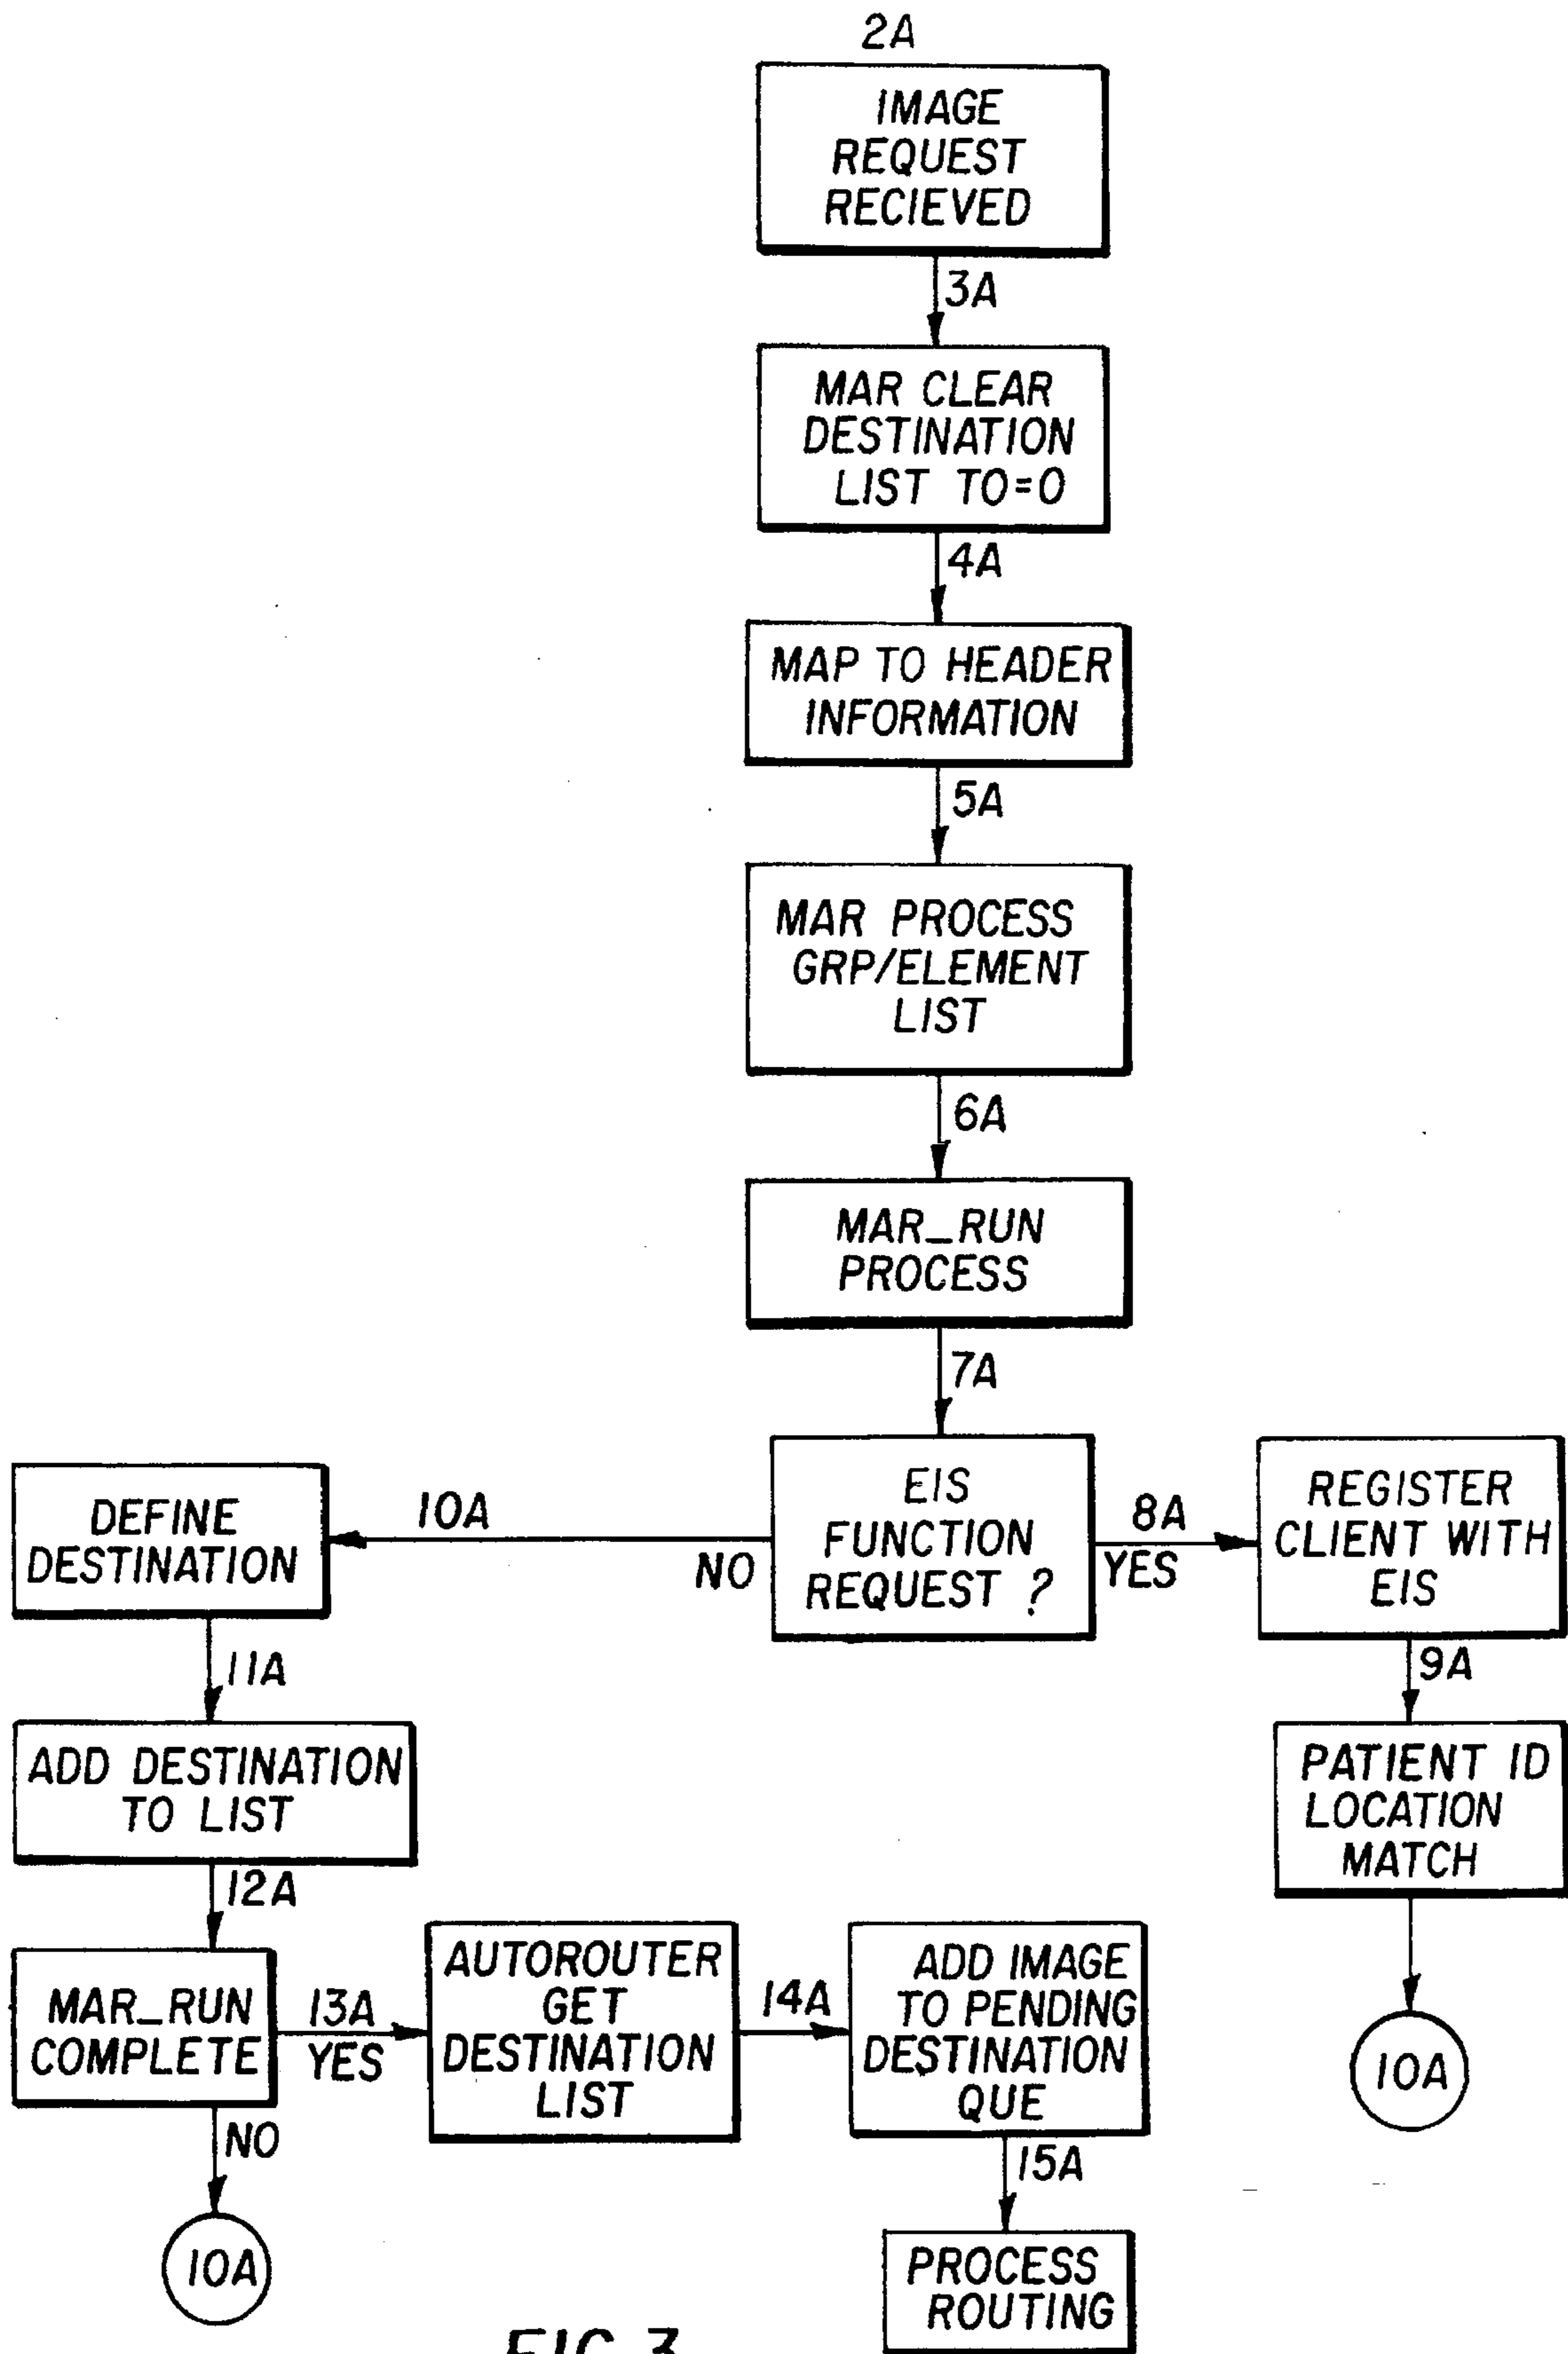 2A
IMAGE
REQUEST
RECIEVED
3A
MAR CLEAR
DESTINATION
LIST TO=0
4A
MAP TO HEADER
INFORMATION
5A
MAR PROCESS
GRP/ELEMENT
LIST
6A
MAR_RUN
PROCESS
7A
EIS
FUNCTION
REQUEST ?
10A
NO
DEFINE
DESTINATION
8A
YES
REGISTER
CLIENT WITH
EIS
11A
9A
ADD DESTINATION
TO LIST
PATIENT ID
LOCATION
MATCH
12A
MAR_RUN
COMPLETE
13A
YES
AUTOROUTER
GET
DESTINATION
LIST
14A
ADD IMAGE
TO PENDING
DESTINATION
QUE
10A
NO
15A
10A
PROCESS
ROUTING
FIG.3